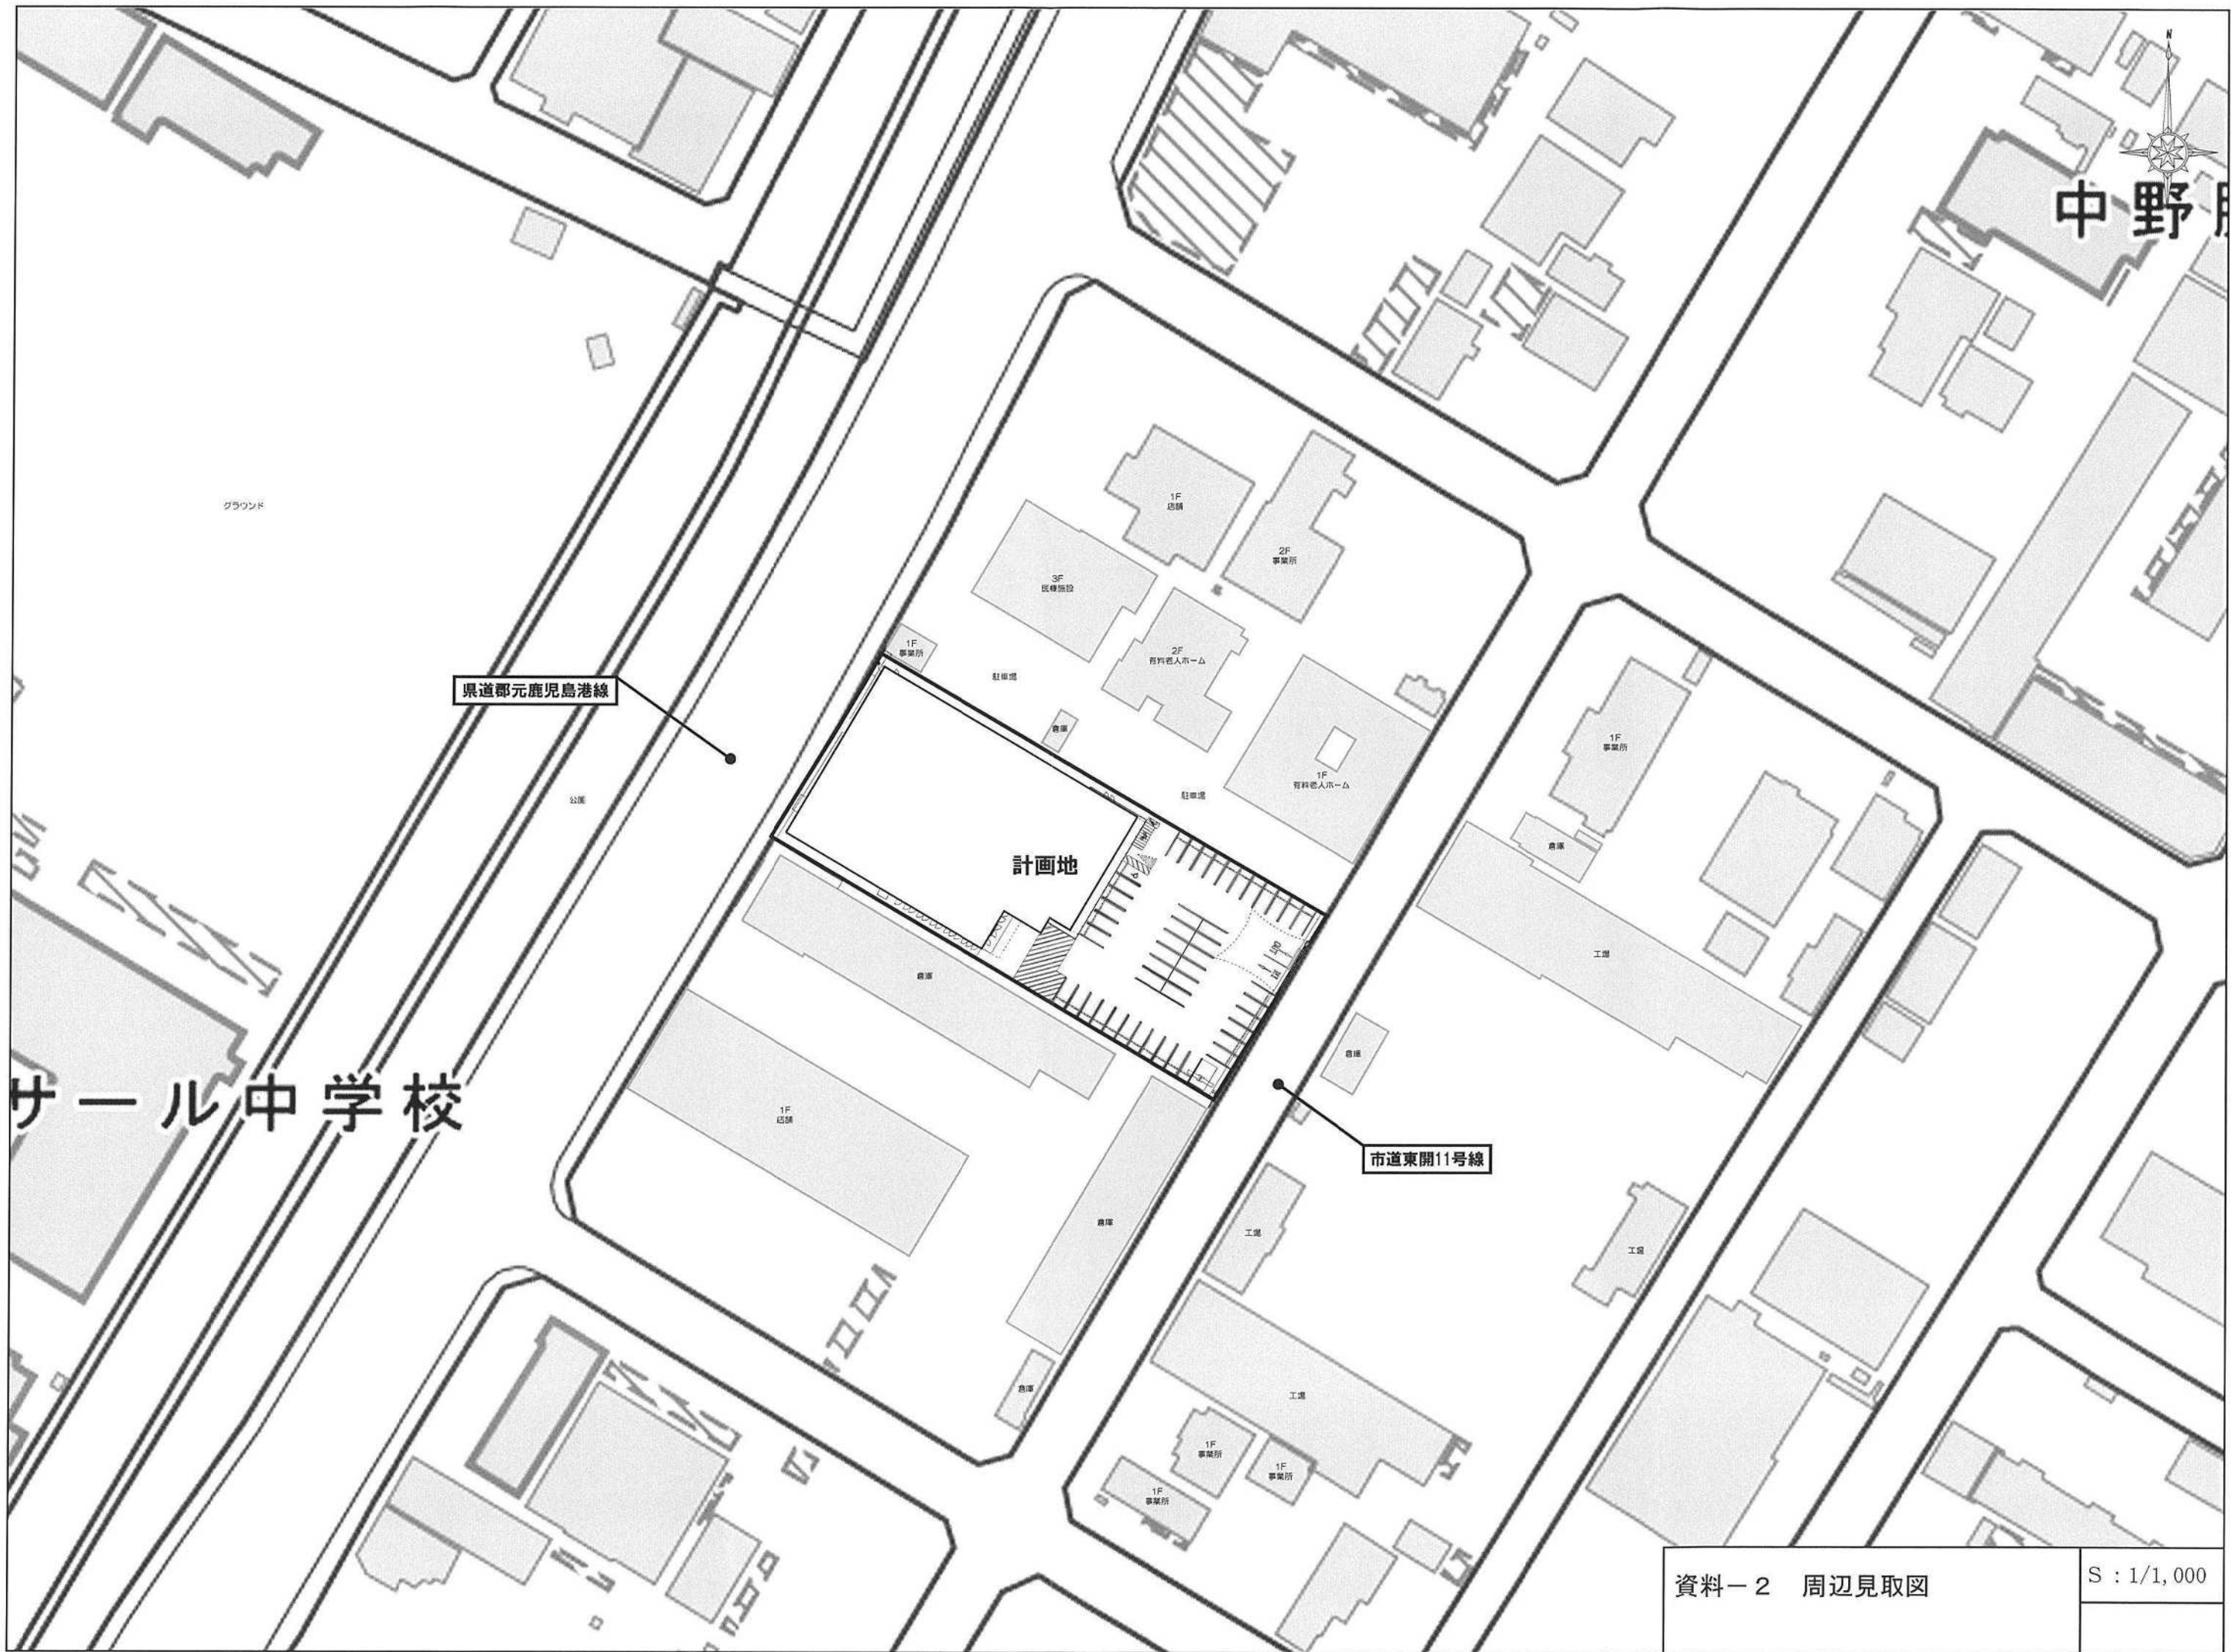 N
中野
グラウンド
1F
店舗
2F
事業所
3F
医療施設
1F
事業所
2F
有料老人ホーム
駐車場
県道郡元鹿児島港線
倉庫
1F
事業所
1F
有料老人ホーム
駐車場
公園
倉庫
計画地
工場
OUT
IN
倉庫
倉庫
サール中学校
1F
店舗
市道東開11号線
倉庫
工場
工場
倉庫
工場
1F
事業所
1F
事業所
1F
事業所
資料－２　周辺見取図
S：1/1,000